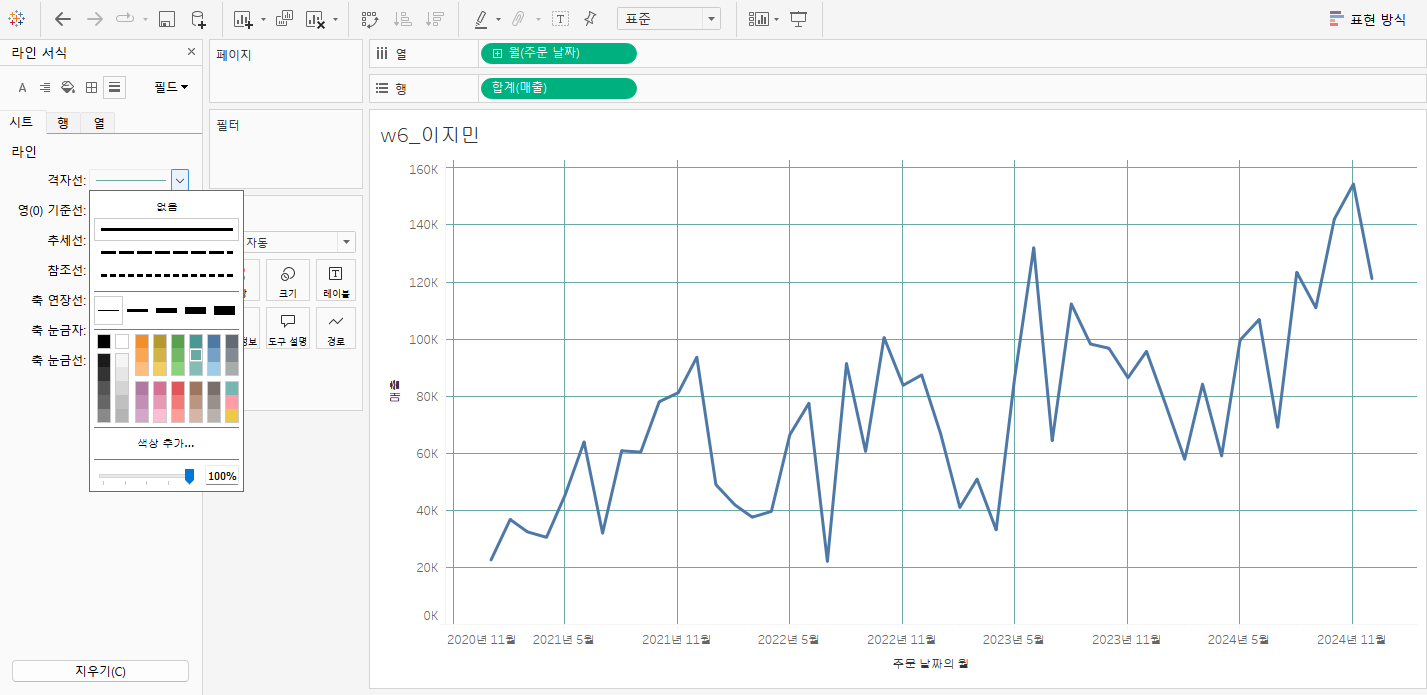 표준
표현 방식
라인 서식
페이지
열
월(주문 날짜)
A
필드
행
합계(매출)
시트
행
열
필터
라인
w6_이지민
격자선:
영(0) 기준선:
추세선:
참조선:
축 연장선:
축 눈금자:
축 눈금선:
없음
색상 추가...
100%
자동
크기
레이블
도구 설명
경로
지우기(C)
매출
160K
140K
120K
100K
80K
60K
40K
20K
0K
2020년 11월
2021년 5월
2021년 11월
2022년 5월
2022년 11월
2023년 5월
2023년 11월
2024년 5월
2024년 11월
주문 날짜의 월